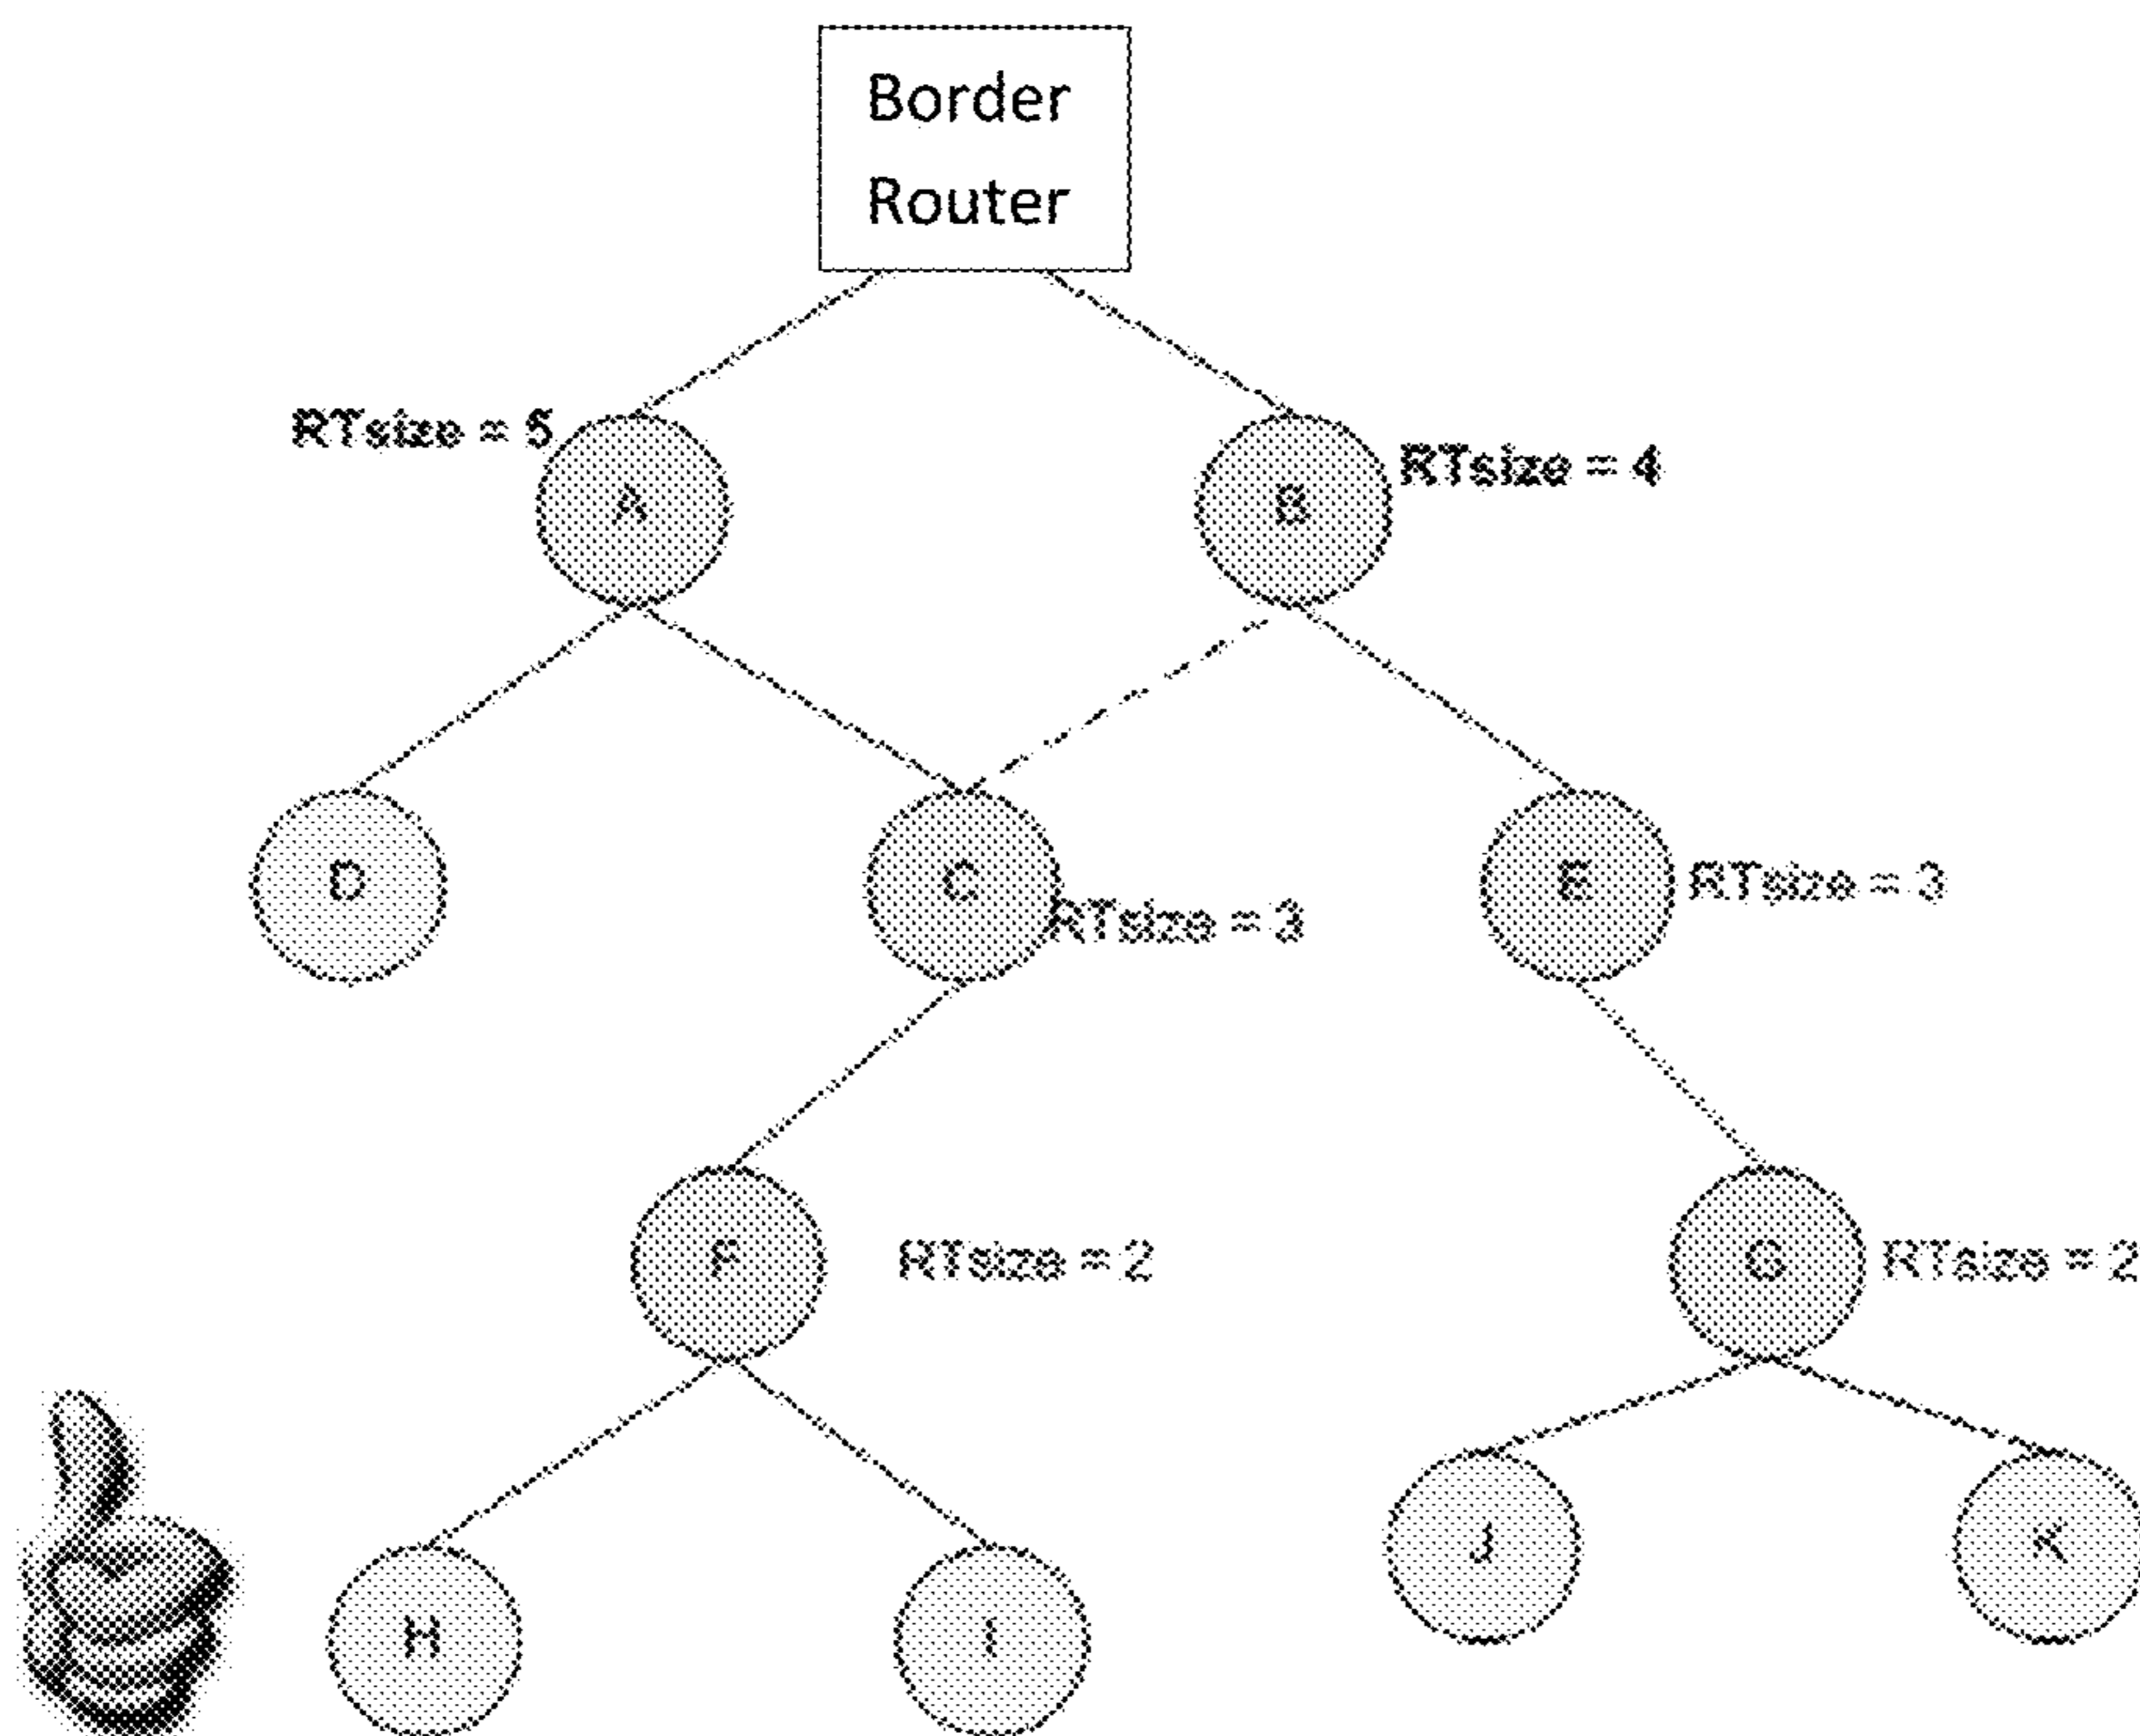 Border
Router
RTsize = 5
A
B
RTsize = 4
D
C
RTsize = 3
E
RTsize = 3
F
RTsize = 2
G
RTsize = 2
H
I
J
K